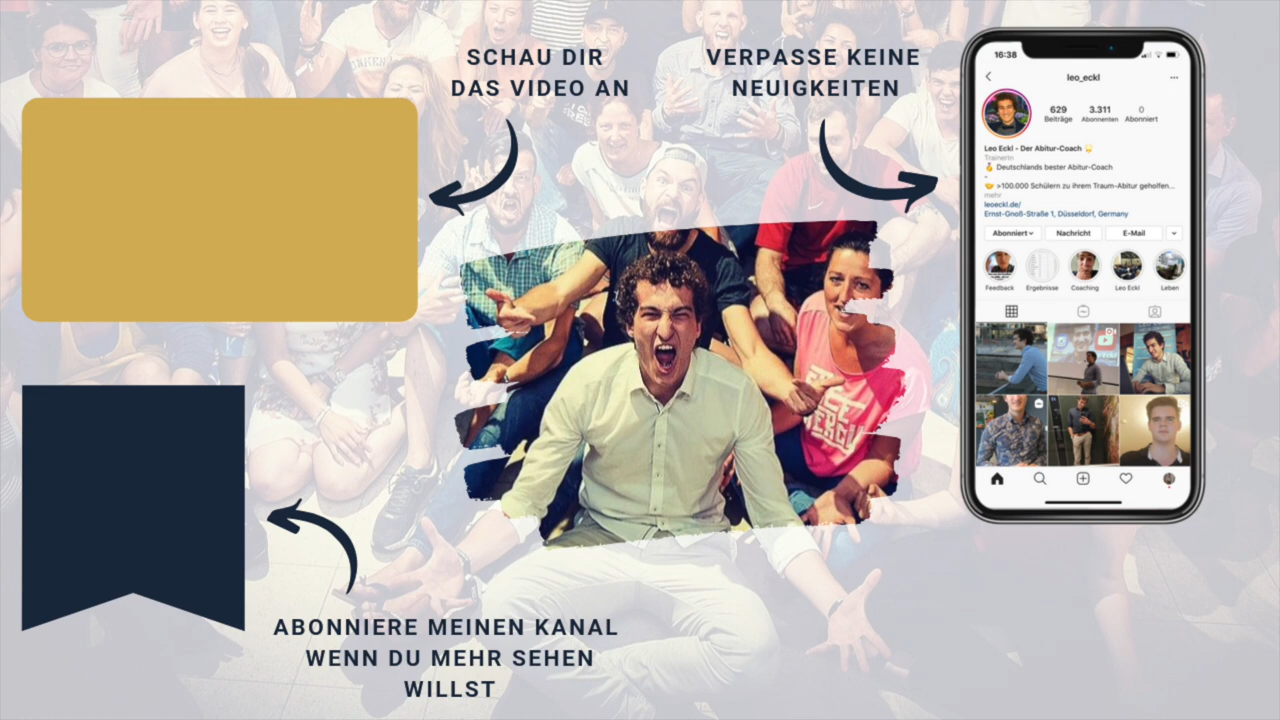 SCHAU DIR
DAS VIDEO AN
VERPASSE KEINE
NEUIGKEITEN
16:38
leo_eckl
629
3.311
0
Beiträge
Abonnenten
Abonniert
Leo Eckl - Der Abitur-Coach
TrainerIn
Deutschlands bester Abitur-Coach
-
>100.000 Schülern zu ihrem Traum-Abitur geholfen...
mehr
leoeckl.de/
Ernst-Gnoß-Straße 1, Düsseldorf, Germany
Abonniert
Nachricht
E-Mail
Feedback
Ergebnisse
Coaching
Leo Eckl
Leben
ABONNIERE MEINEN KANAL
WENN DU MEHR SEHEN
WILLST